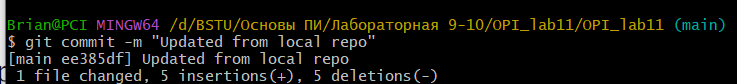 Brian@PCI MINGW64 /d/BSTU/Основы ПИ/Лабораторная 9-10/OPI_lab11/OPI_lab11 (main)
$ git commit -m "Updated from local repo"
[main ee385df] Updated from local repo
 1 file changed, 5 insertions(+), 5 deletions(-)